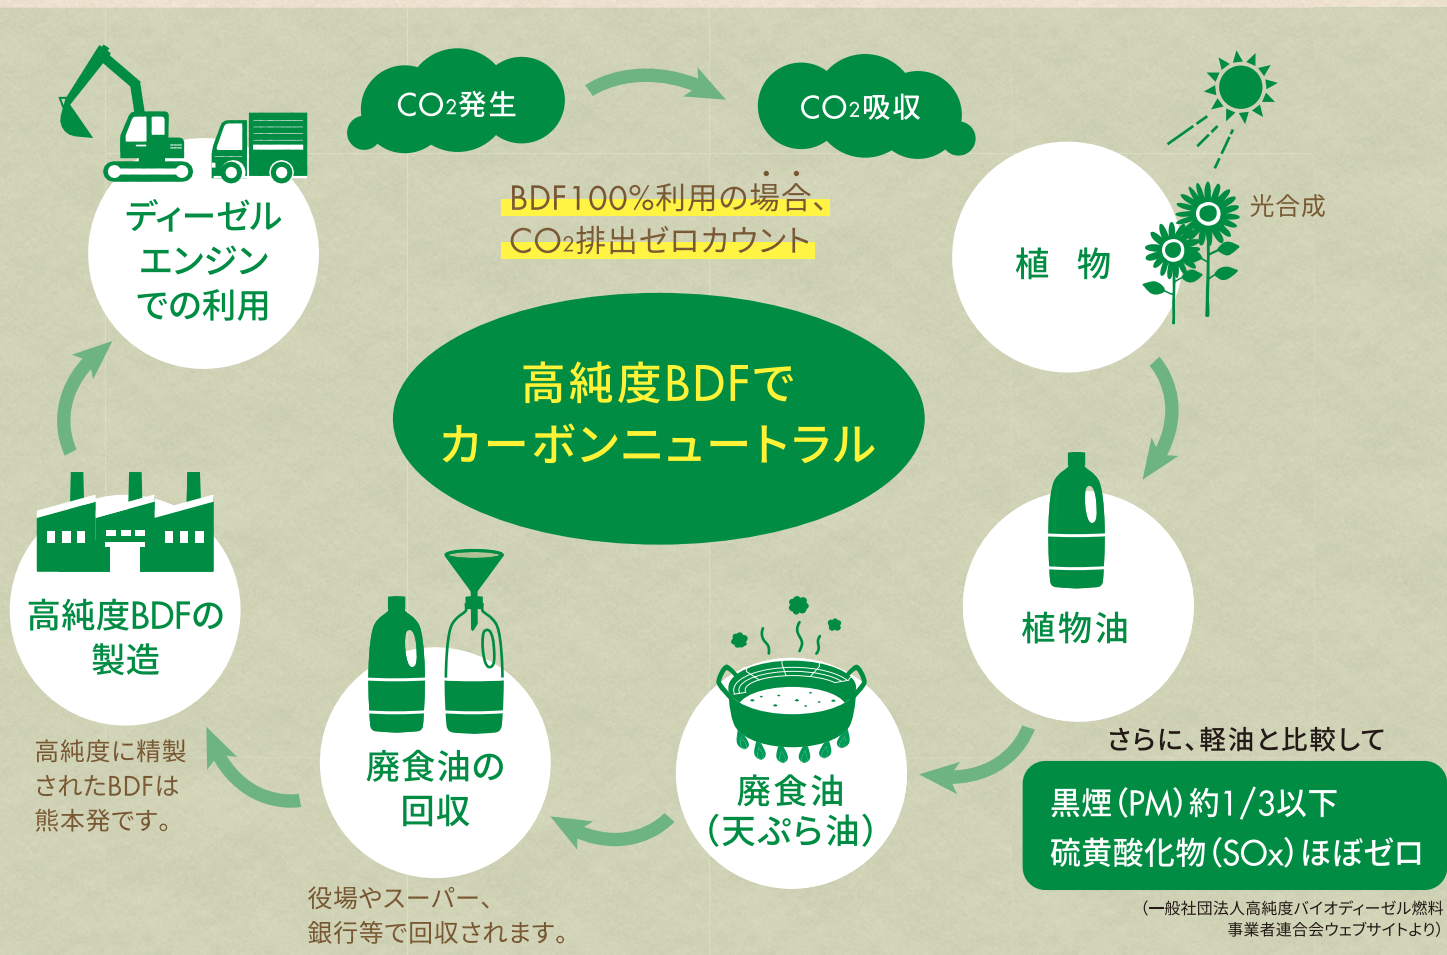 CO2発生
CO2吸収
BDF100%利用の場合、
CO2排出ゼロカウント
光合成
ディーゼル
エンジン
での利用
植 物
高純度BDFで
カーボンニュートラル
高純度BDFの
製造
植物油
高純度に精製
されたBDFは
熊本発です。
廃食油の
回収
廃食油
（天ぷら油）
さらに、軽油と比較して
黒煙（PM）約1/3以下
硫黄酸化物（SOx）ほぼゼロ
役場やスーパー、
銀行等で回収されます。
（一般社団法人高純度バイオディーゼル燃料
事業者連合会ウェブサイトより）